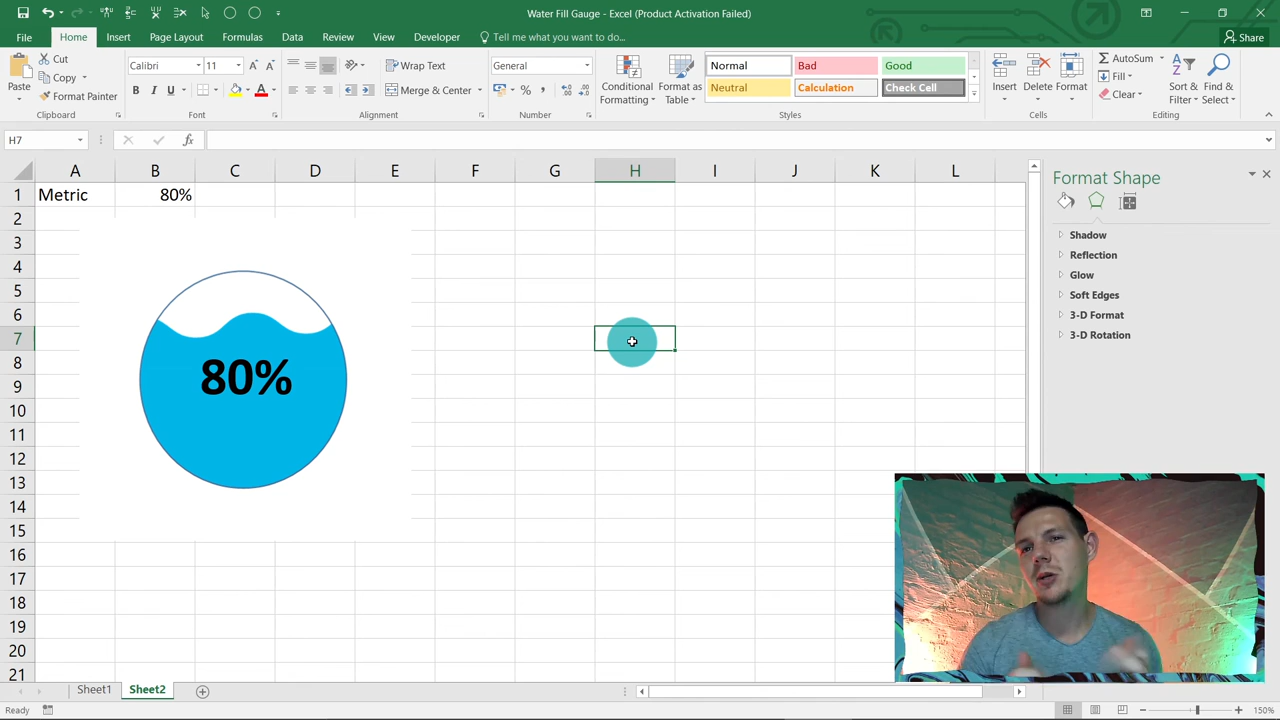 Water Fill Gauge - Excel (Product Activation Failed)
File Home Insert Page Layout Formulas Data Review View Developer Tell me what you want to do... Share
Paste
Cut
Copy
Format Painter
Clipboard
Calibri 11
B I U A
Font
Wrap Text
Merge & Center
Alignment
General
%
Number
Conditional Formatting
Format as Table
Normal Bad Good
Neutral Calculation Check Cell
Styles
Insert Delete Format
Cells
AutoSum
Fill
Clear
Sort & Filter
Find & Select
Editing
H7 fx
A B C D E F G H I J K L
1 Metric 80%
2
3
4
5
6
7
8
9
10
11
12
13
14
15
16
17
18
19
20
21
80%
Format Shape
Shadow
Reflection
Glow
Soft Edges
3-D Format
3-D Rotation
Sheet1 Sheet2
Ready 150%